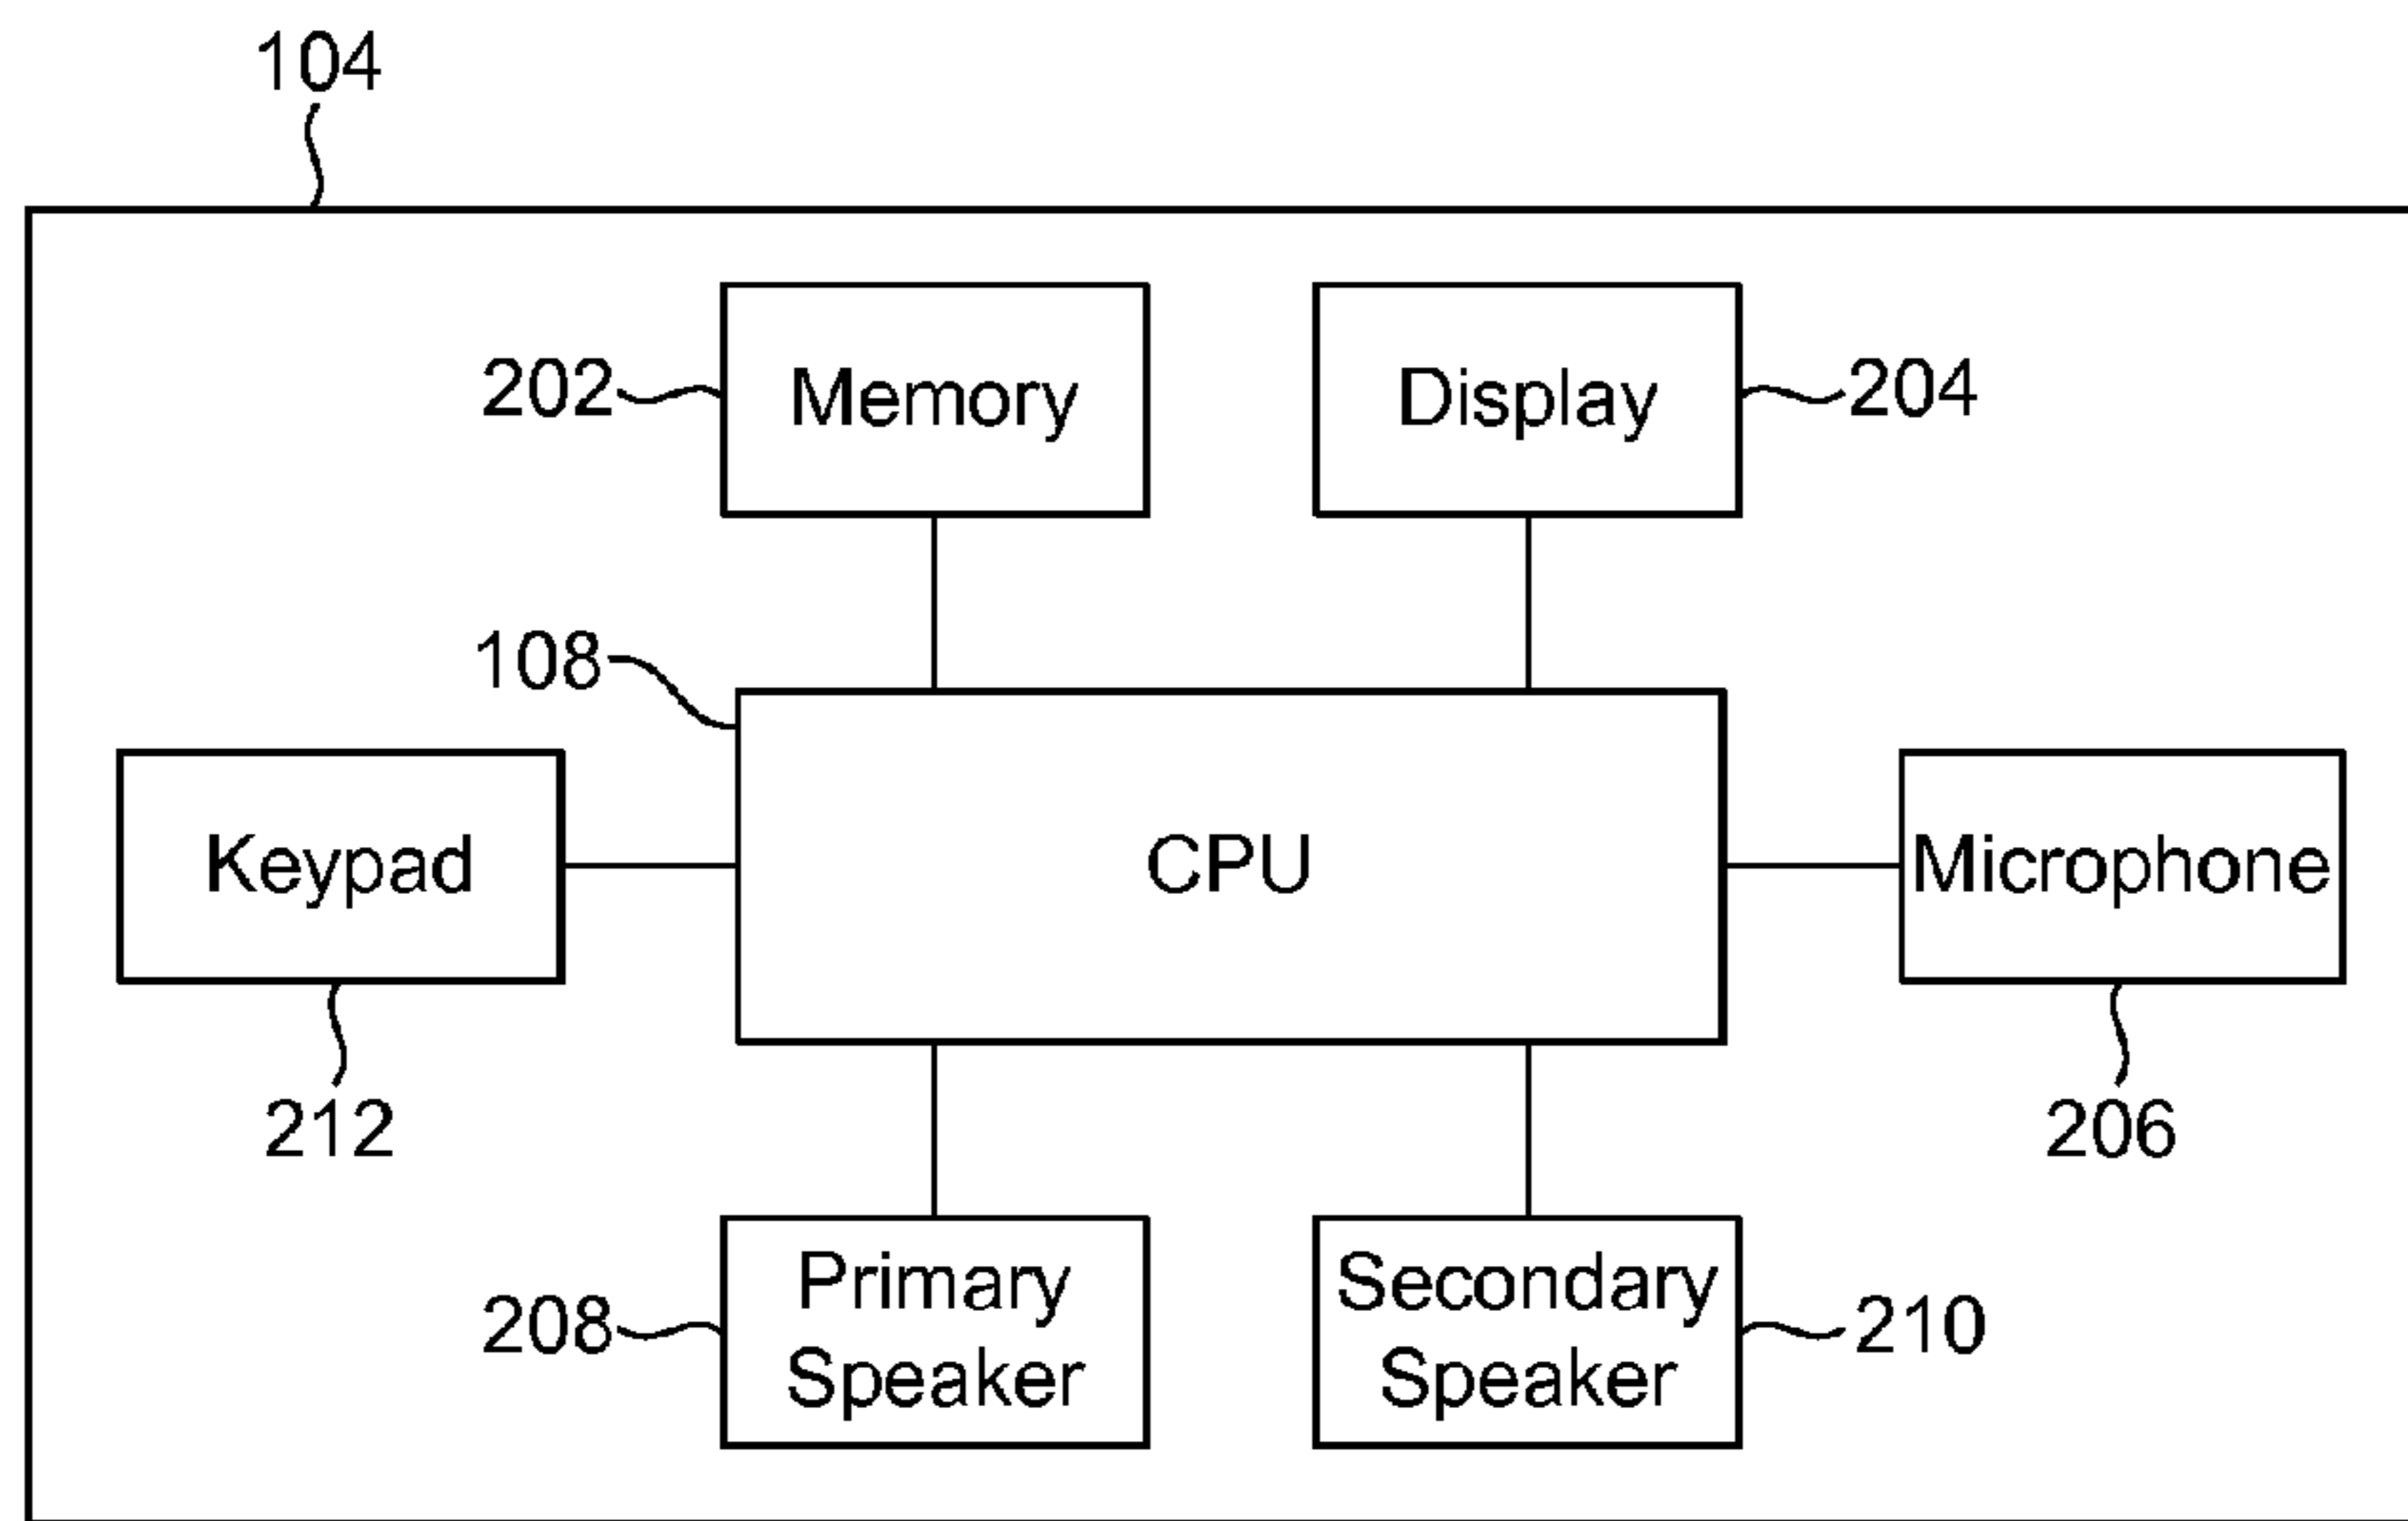 104
202
Memory
Display
204
108
Keypad
CPU
Microphone
212
206
208
Primary
Speaker
Secondary
Speaker
210